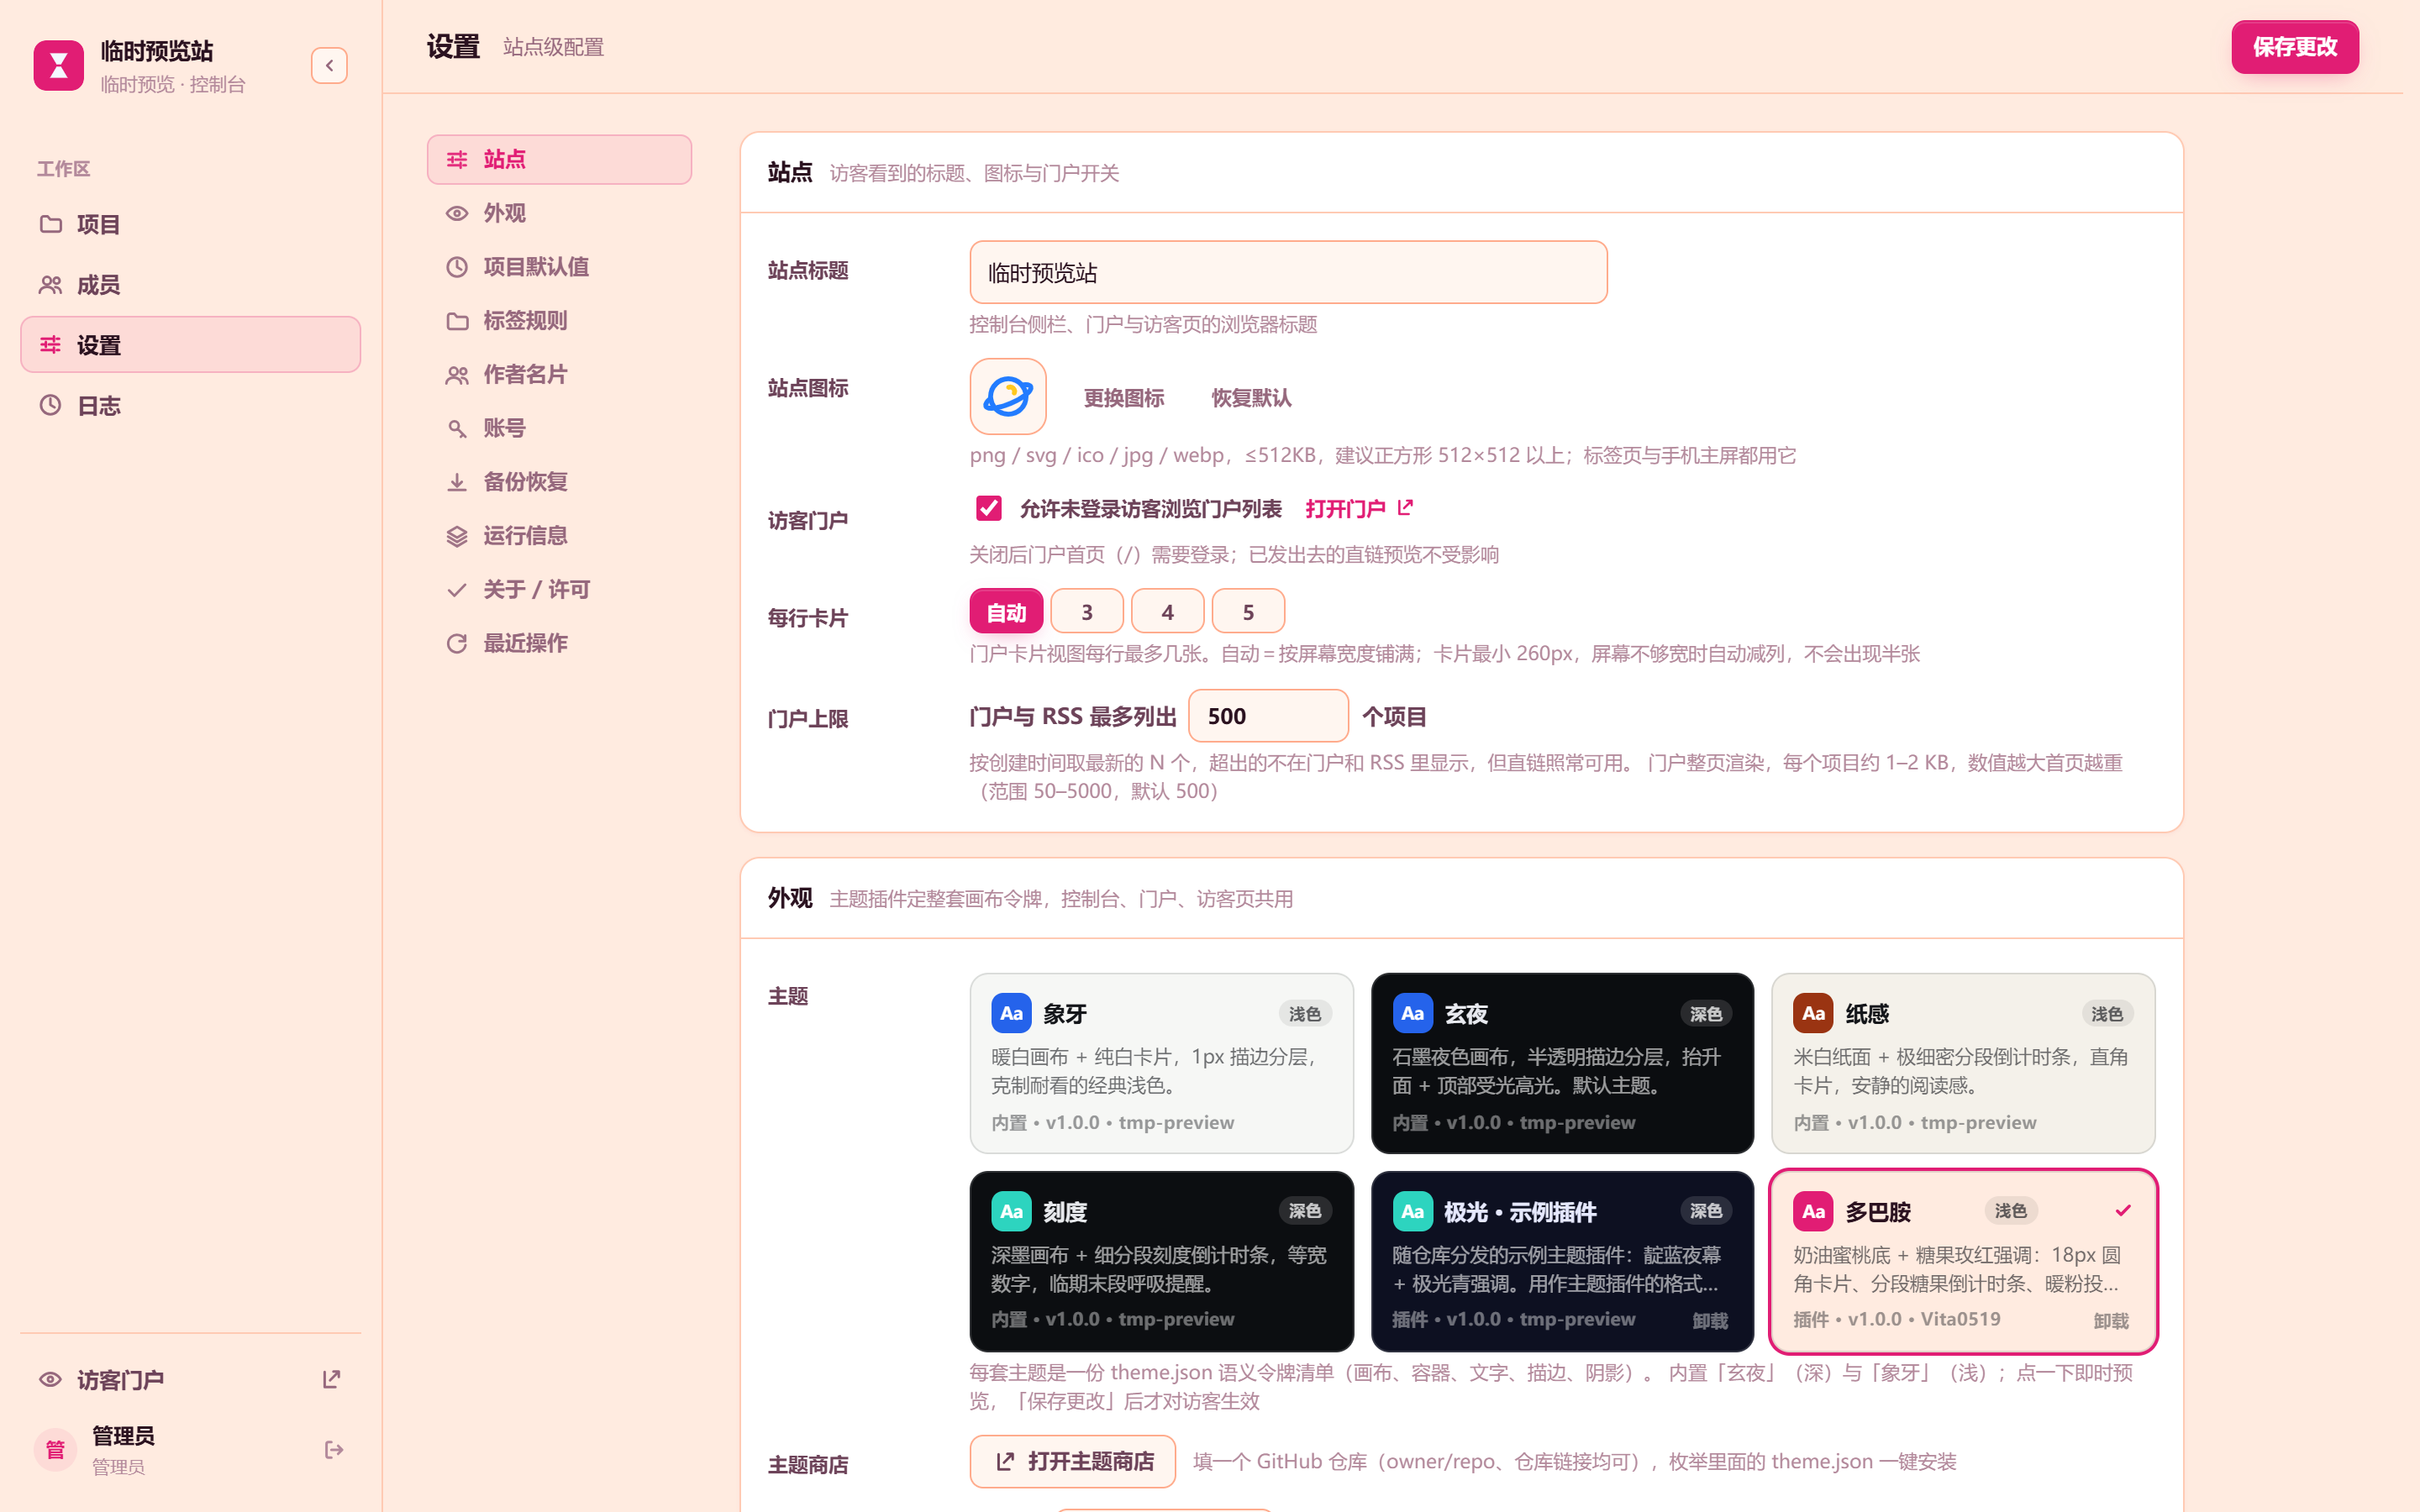 临时预览站
临时预览 · 控制台
工作区
项目
成员
设置
日志
访客门户
管
管理员
管理员
设置 站点级配置
保存更改
站点
外观
项目默认值
标签规则
作者名片
账号
备份恢复
运行信息
关于 / 许可
最近操作
站点 访客看到的标题、图标与门户开关
站点标题
临时预览站
控制台侧栏、门户与访客页的浏览器标题
站点图标
更换图标 恢复默认
png / svg / ico / jpg / webp，≤512KB，建议正方形 512×512 以上；标签页与手机主屏都用它
访客门户
允许未登录访客浏览门户列表 打开门户
关闭后门户首页（/）需要登录；已发出去的直链预览不受影响
每行卡片
自动 3 4 5
门户卡片视图每行最多几张。自动＝按屏幕宽度铺满；卡片最小 260px，屏幕不够宽时自动减列，不会出现半张
门户上限
门户与 RSS 最多列出 500 个项目
按创建时间取最新的 N 个，超出的不在门户和 RSS 里显示，但直链照常可用。 门户整页渲染，每个项目约 1–2 KB，数值越大首页越重
（范围 50–5000，默认 500）
外观 主题插件定整套画布令牌，控制台、门户、访客页共用
主题
Aa 象牙 浅色
暖白画布 + 纯白卡片，1px 描边分层，
克制耐看的经典浅色。
内置 • v1.0.0 • tmp-preview
Aa 玄夜 深色
石墨夜色画布，半透明描边分层，抬升
面 + 顶部受光高光。默认主题。
内置 • v1.0.0 • tmp-preview
Aa 纸感 浅色
米白纸面 + 极细密分段倒计时条，直角
卡片，安静的阅读感。
内置 • v1.0.0 • tmp-preview
Aa 刻度 深色
深墨画布 + 细分段刻度倒计时条，等宽
数字，临期末段呼吸提醒。
内置 • v1.0.0 • tmp-preview
Aa 极光 • 示例插件 深色
随仓库分发的示例主题插件：靛蓝夜幕
+ 极光青强调。用作主题插件的格式...
插件 • v1.0.0 • tmp-preview 卸载
Aa 多巴胺 浅色
奶油蜜桃底 + 糖果玫红强调：18px 圆
角卡片、分段糖果倒计时条、暖粉投...
插件 • v1.0.0 • Vita0519 卸载
每套主题是一份 theme.json 语义令牌清单（画布、容器、文字、描边、阴影）。 内置「玄夜」（深）与「象牙」（浅）；点一下即时预
览，「保存更改」后才对访客生效
主题商店
打开主题商店 填一个 GitHub 仓库（owner/repo、仓库链接均可），枚举里面的 theme.json 一键安装